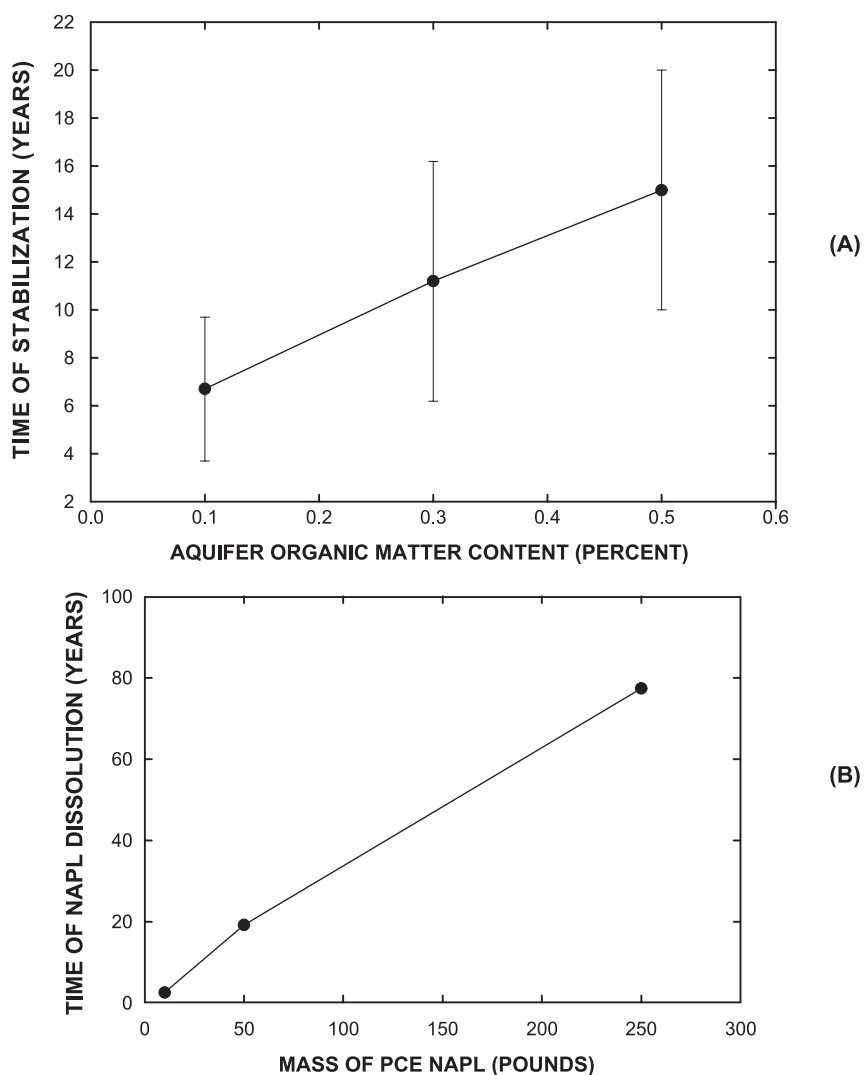 22
20
18
16
14
12
10
8
6
4
2
TIME OF STABILIZATION (YEARS)
0.0 0.1 0.2 0.3 0.4 0.5 0.6
AQUIFER ORGANIC MATTER CONTENT (PERCENT)
(A)
100
80
60
40
20
0
TIME OF NAPL DISSOLUTION (YEARS)
0 50 100 150 200 250 300
MASS OF PCE NAPL (POUNDS)
(B)